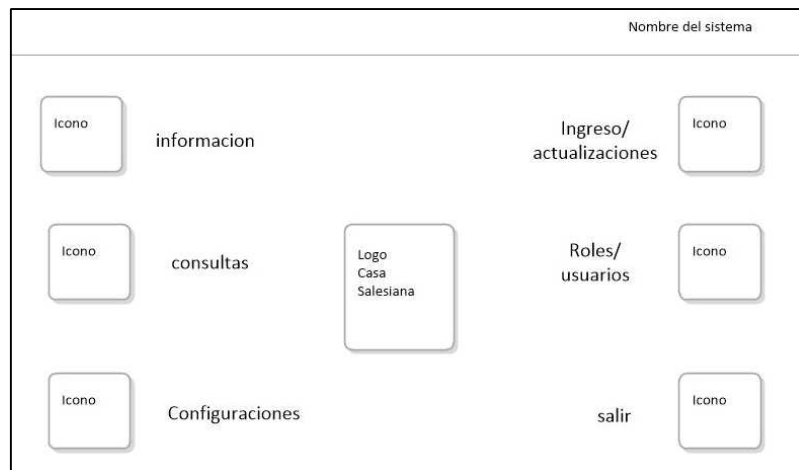 Nombre del sistema
Icono
informacion
Ingreso/
actualizaciones
Icono
Icono
consultas
Logo
Casa
Salesiana
Roles/
usuarios
Icono
Icono
Configuraciones
salir
Icono